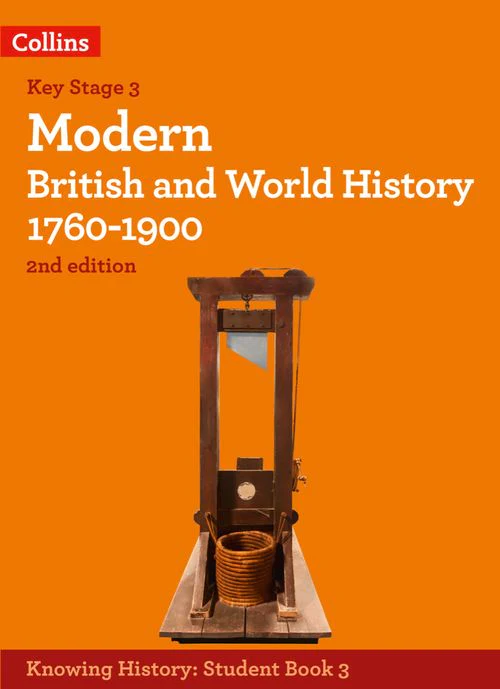 Collins
Key Stage 3
Modern
British and World History
1760-1900
2nd edition
Knowing History: Student Book 3